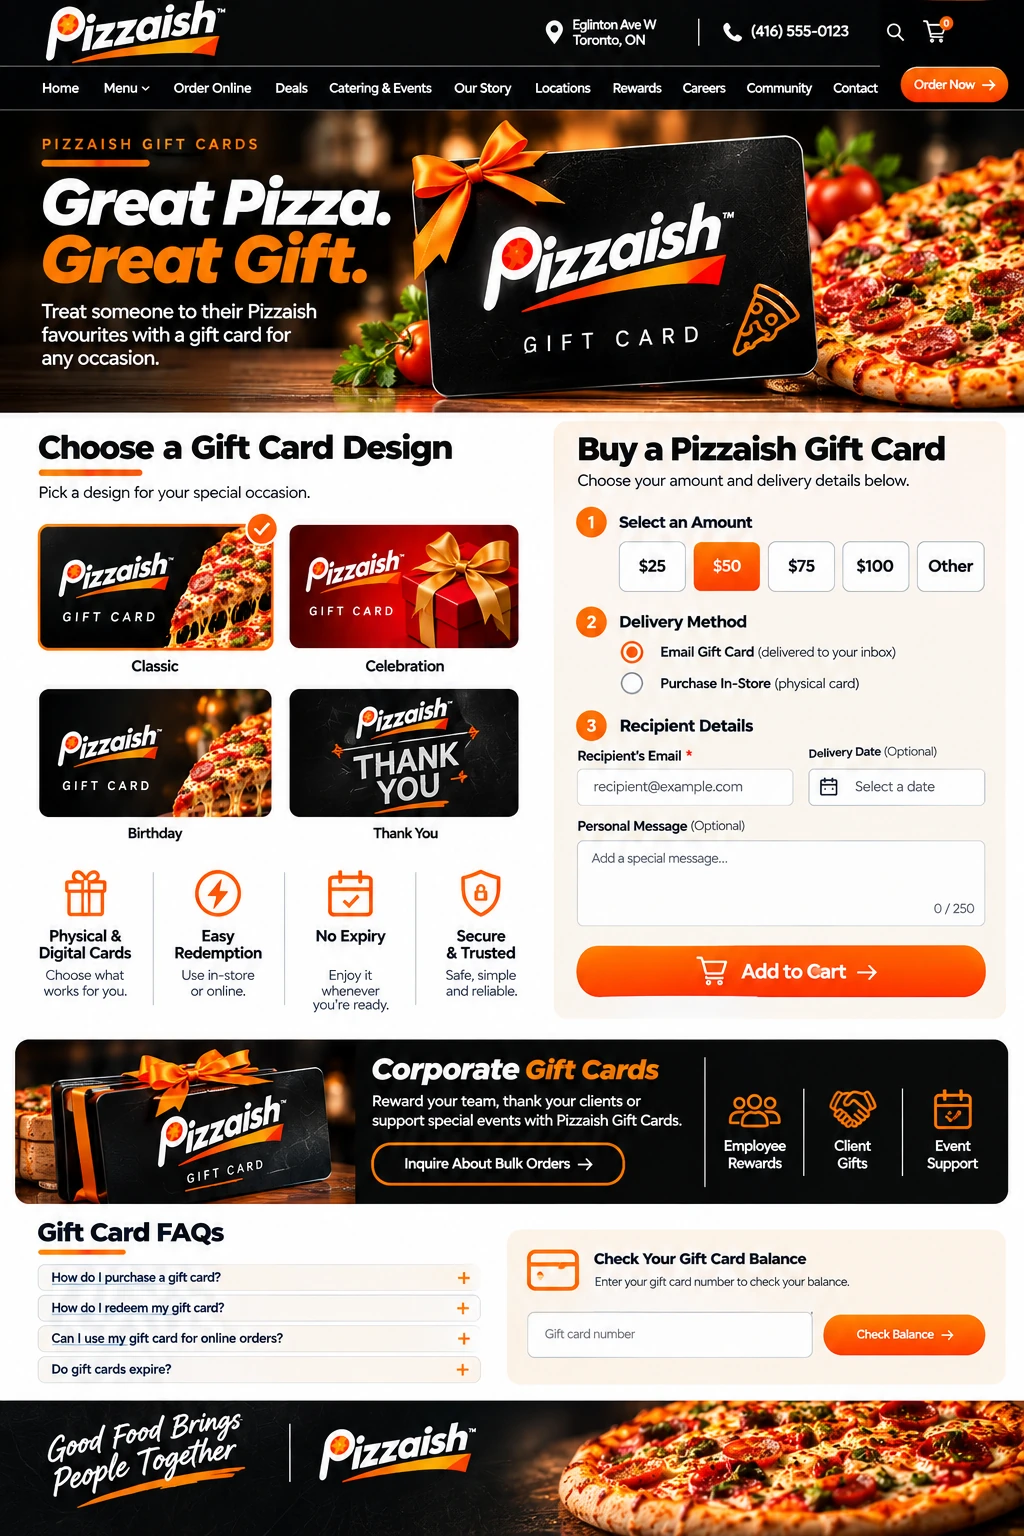 Pizzaish™
Eglinton Ave W
Toronto, ON
(416) 555-0123
0
Home
Menu
Order Online
Deals
Catering & Events
Our Story
Locations
Rewards
Careers
Community
Contact
Order Now →
PIZZAISH GIFT CARDS
Great Pizza.
Great Gift.
Treat someone to their Pizzaish
favourites with a gift card for
any occasion.
Pizzaish™
GIFT CARD
Choose a Gift Card Design
Pick a design for your special occasion.
Pizzaish™
GIFT CARD
Classic
Pizzaish™
GIFT CARD
Celebration
Pizzaish™
GIFT CARD
Birthday
Pizzaish™
THANK
YOU
Thank You
Physical &
Digital Cards
Choose what
works for you.
Easy
Redemption
Use in-store
or online.
No Expiry
Enjoy it
whenever
you're ready.
Secure
& Trusted
Safe, simple
and reliable.
Buy a Pizzaish Gift Card
Choose your amount and delivery details below.
1 Select an Amount
$25
$50
$75
$100
Other
2 Delivery Method
Email Gift Card (delivered to your inbox)
Purchase In-Store (physical card)
3 Recipient Details
Recipient's Email *
recipient@example.com
Delivery Date (Optional)
Select a date
Personal Message (Optional)
Add a special message...
0 / 250
Add to Cart →
Pizzaish™
GIFT CARD
Corporate Gift Cards
Reward your team, thank your clients or
support special events with Pizzaish Gift Cards.
Inquire About Bulk Orders →
Employee
Rewards
Client
Gifts
Event
Support
Gift Card FAQs
How do I purchase a gift card? +
How do I redeem my gift card? +
Can I use my gift card for online orders? +
Do gift cards expire? +
Check Your Gift Card Balance
Enter your gift card number to check your balance.
Gift card number
Check Balance →
Good Food Brings
People Together
Pizzaish™